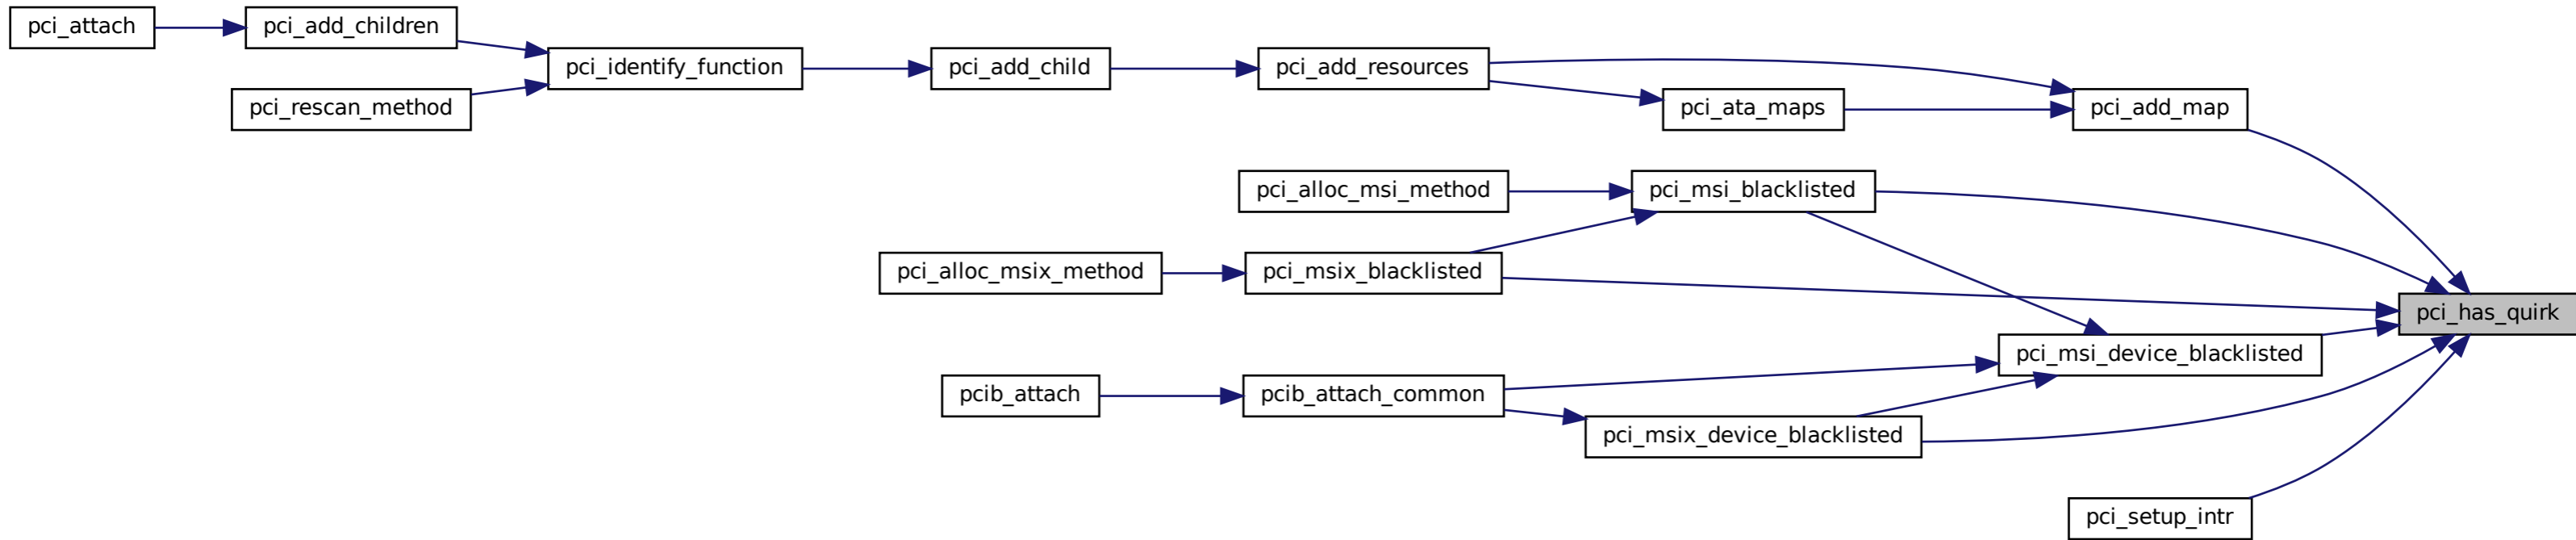 pci_attach
pci_add_children
pci_identify_function
pci_add_child
pci_add_resources
pci_rescan_method
pci_ata_maps
pci_add_map
pci_alloc_msi_method
pci_msi_blacklisted
pci_alloc_msix_method
pci_msix_blacklisted
pci_has_quirk
pci_msi_device_blacklisted
pcib_attach
pcib_attach_common
pci_msix_device_blacklisted
pci_setup_intr